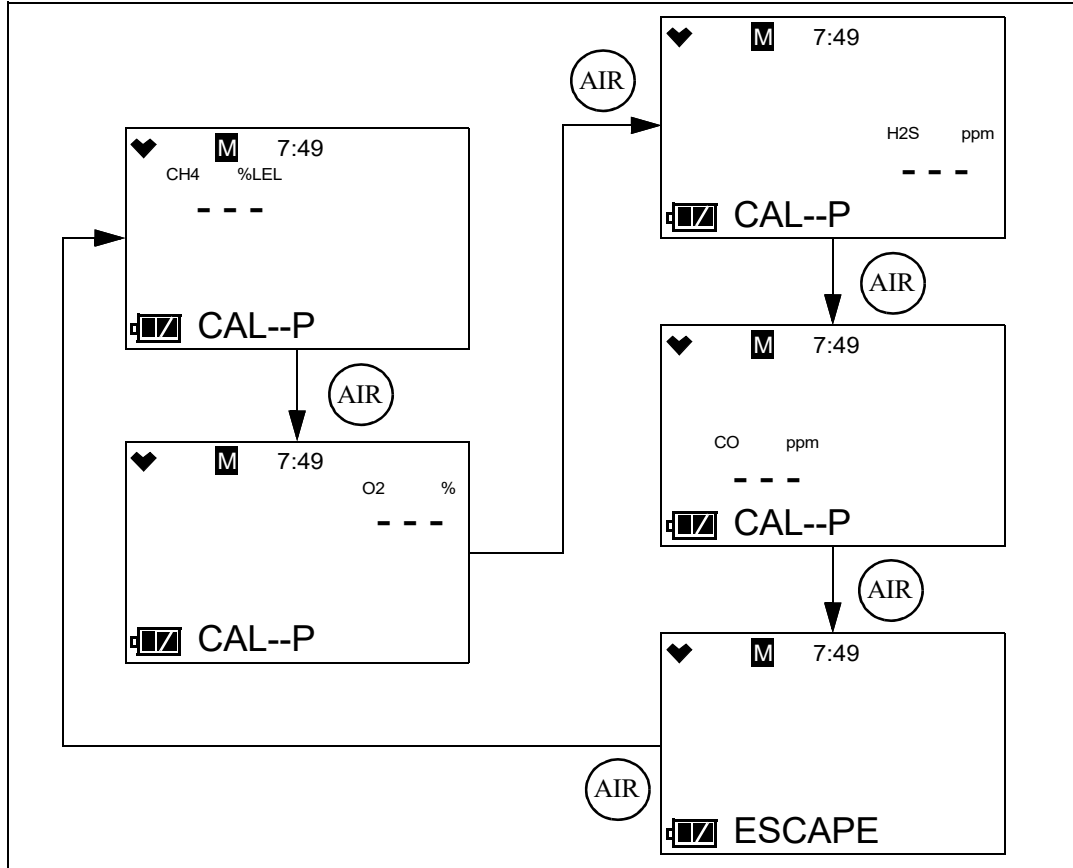 M 7:49
CH4 %LEL
- - -
CAL--P
AIR
M 7:49
O2 %
- - -
CAL--P
AIR
M 7:49
H2S ppm
- - -
CAL--P
AIR
M 7:49
CO ppm
- - -
CAL--P
AIR
M 7:49
ESCAPE
AIR